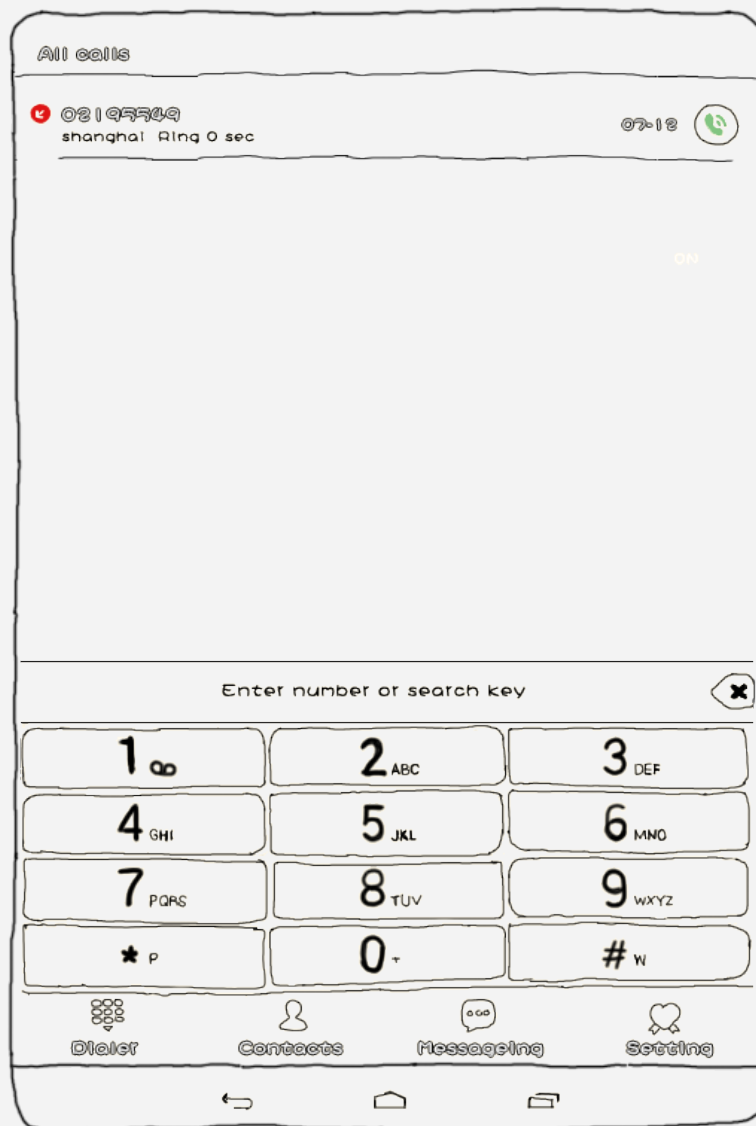 All calls
02195549
shanghai Ring 0 sec
07-12
ON
Enter number or search key
1
2 ABC
3 DEF
4 GHI
5 JKL
6 MNO
7 PQRS
8 TUV
9 WXYZ
* P
0 +
# W
Dialer
Contacts
Messageing
Setting